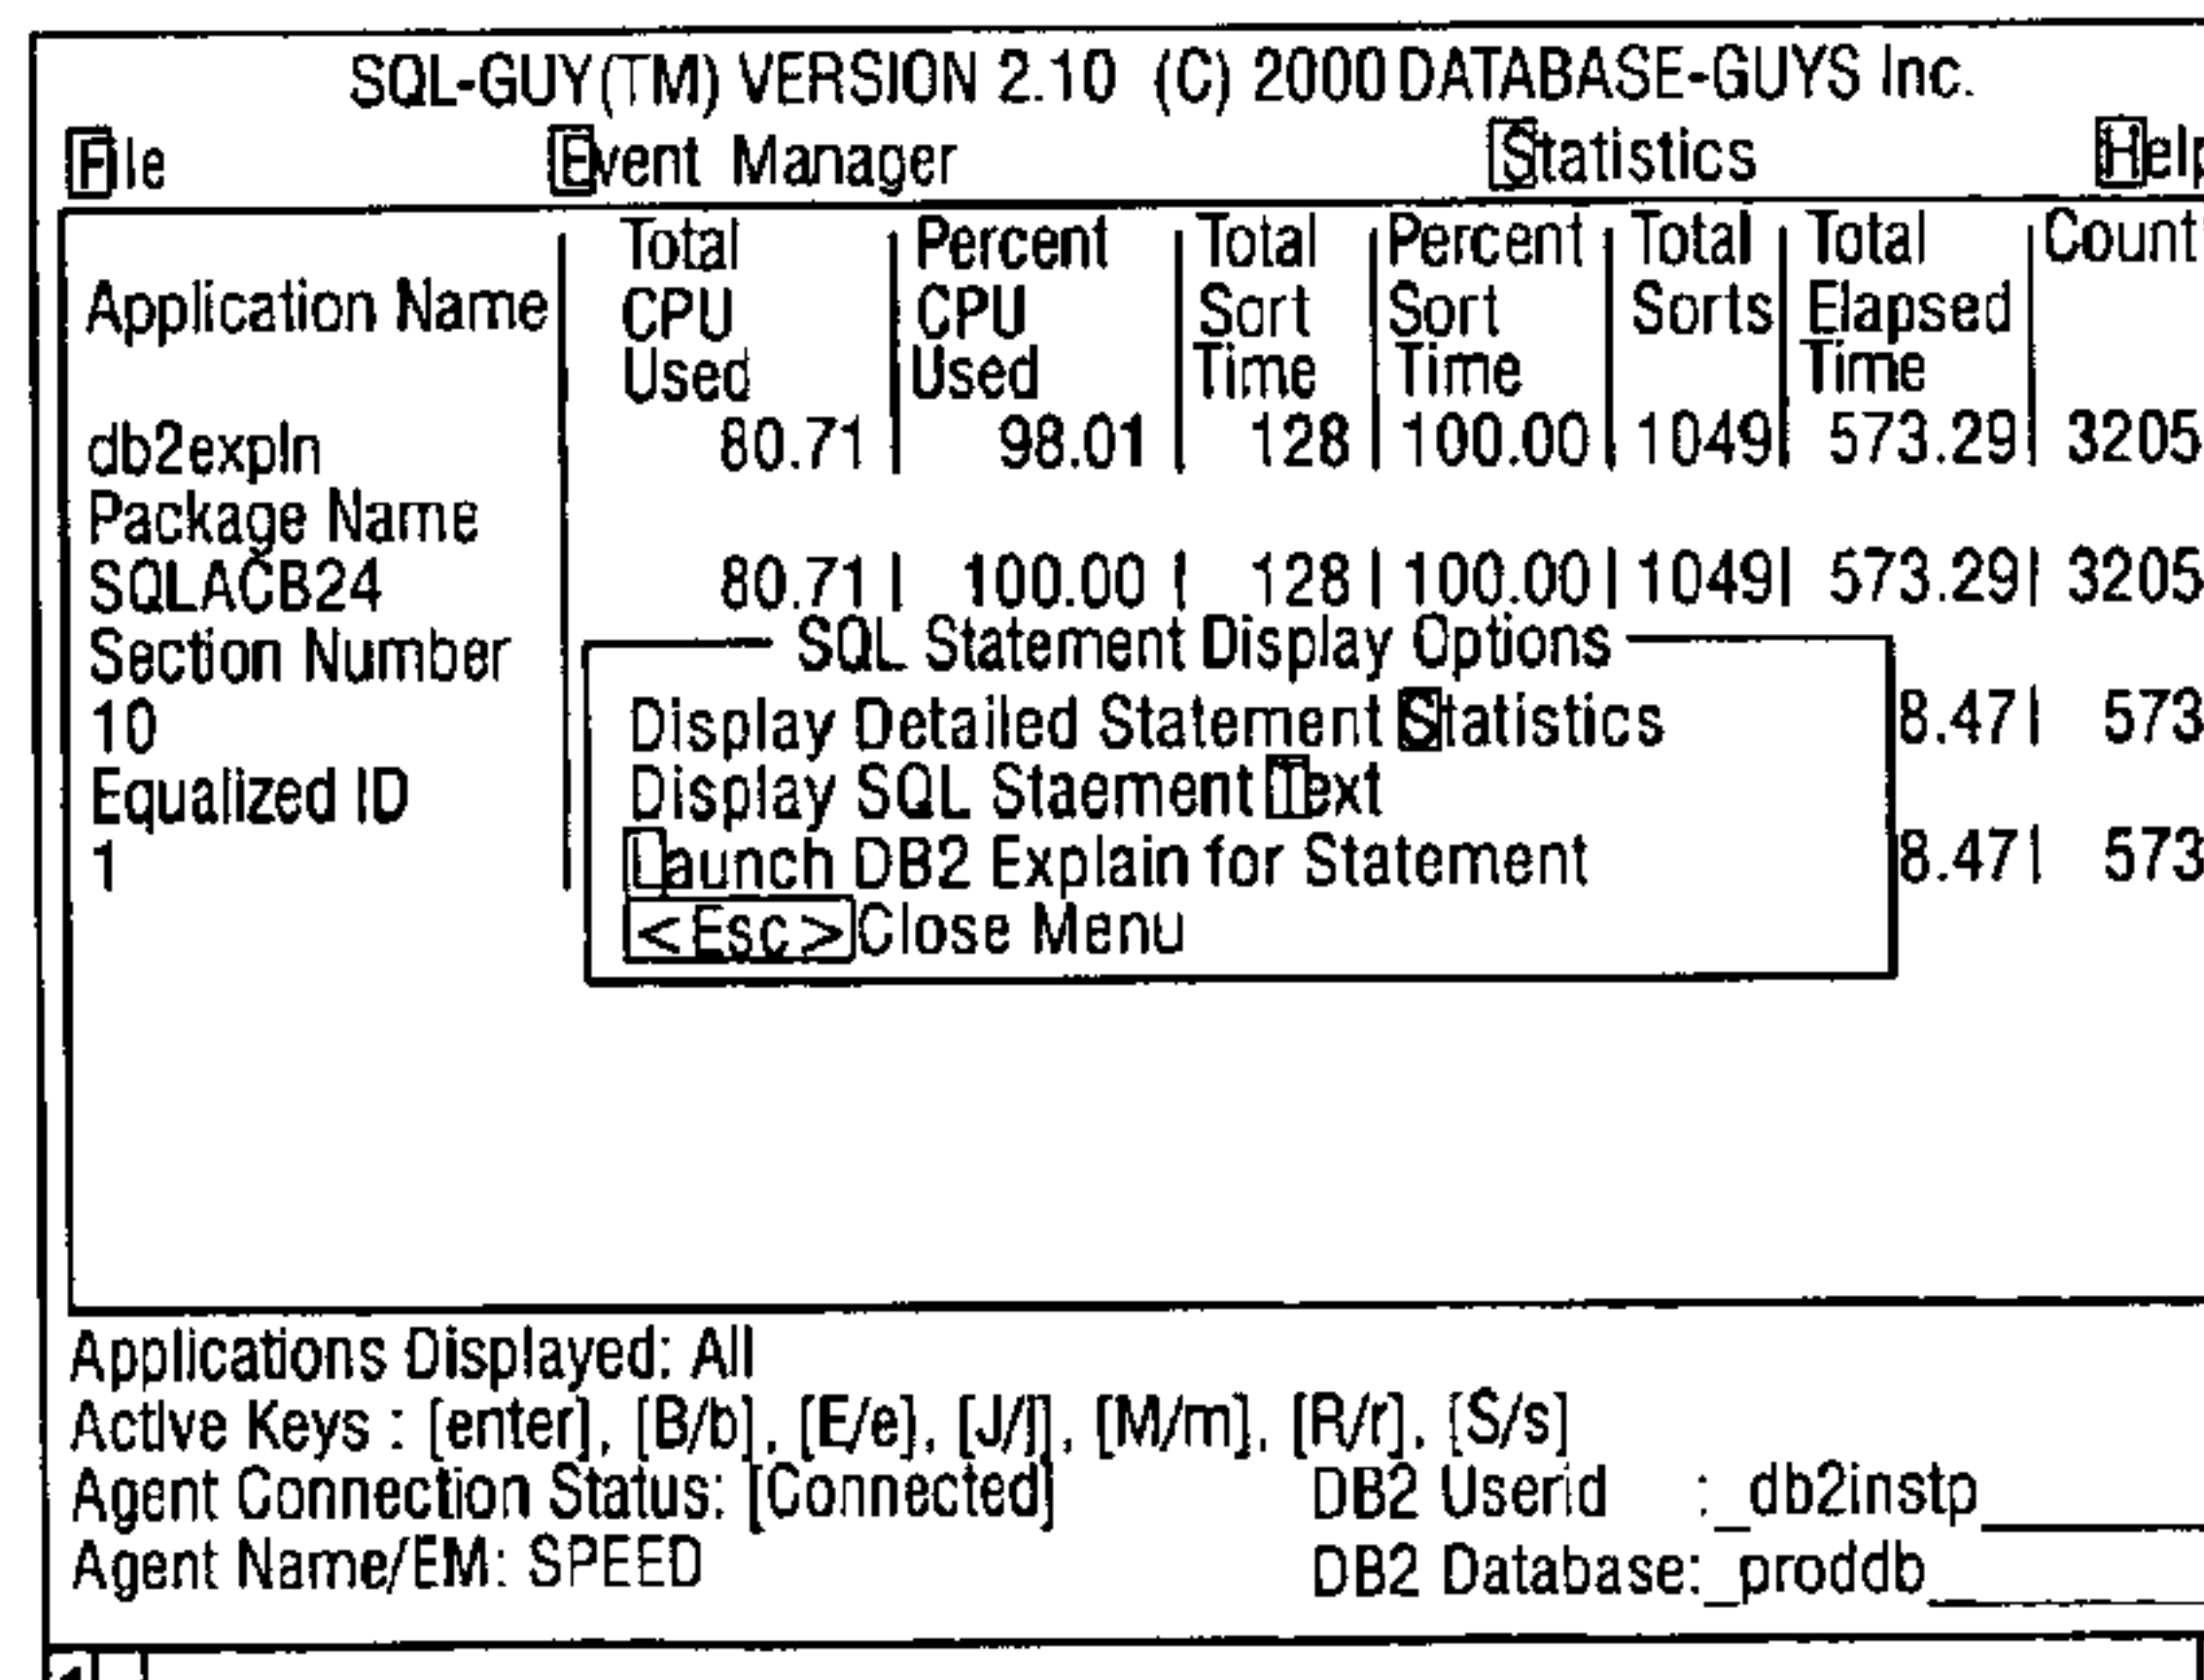 SQL-GUY(TM) VERSION 2.10 (C) 2000 DATABASE-GUYS Inc.
File Event Manager Statistics Help
Total Percent Total Percent Total Total Count
Application Name CPU CPU Sort Sort Sorts Elapsed
Used Used Time Time Time
db2expln 80.71 | 98.01 | 128 | 100.00 | 1049 | 573.29 | 3205
Package Name
SQLACB24 80.71 | 100.00 | 128 | 100.00 | 1049 | 573.29 | 3205
Section Number SQL Statement Display Options
10 Display Detailed Statement Statistics 8.47 | 573
Equalized ID Display SQL Staement Text
1 Launch DB2 Explain for Statement 8.47 | 573
<Esc> Close Menu
Applications Displayed: All
Active Keys : [enter], [B/b], [E/e], [J/j], [M/m], [R/r], [S/s]
Agent Connection Status: [Connected] DB2 Userid :_db2instp
Agent Name/EM: SPEED DB2 Database:_proddb